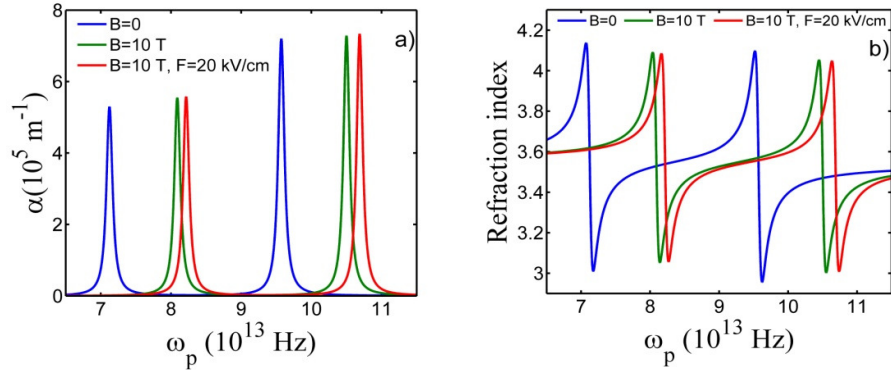 B=0
B=10 T
B=10 T, F=20 kV/cm
a)
8
6
4
2
0
α(10⁵ m⁻¹)
7 8 9 10 11
ωₚ (10¹³ Hz)
B=0 B=10 T B=10 T, F=20 kV/cm
b)
4.2
4
3.8
3.6
3.4
3.2
3
Refraction index
7 8 9 10 11
ωₚ (10¹³ Hz)